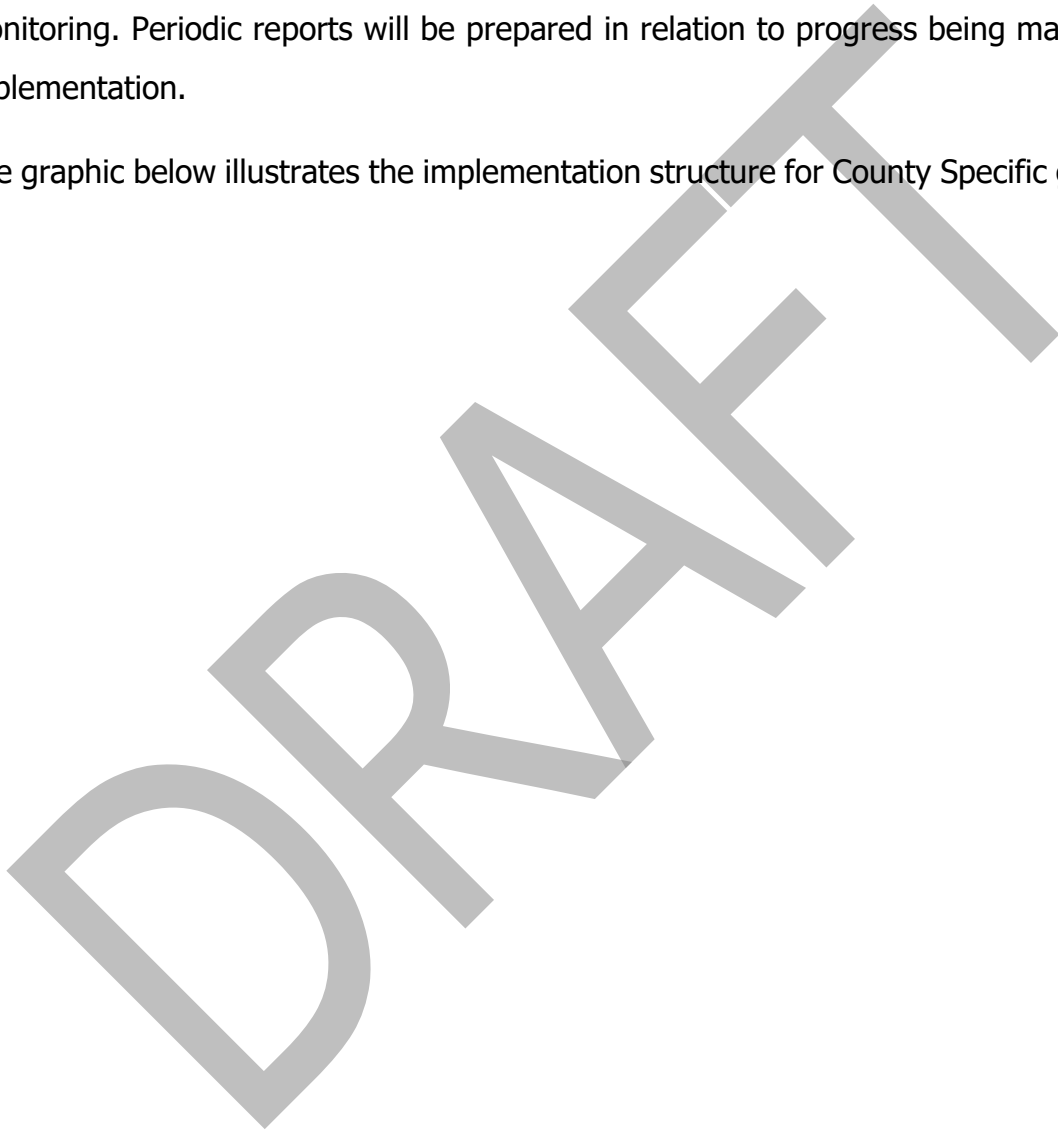 onitoring. Periodic reports will be prepared in relation to progress being ma
plementation.
e graphic below illustrates the implementation structure for County Specific
DRAFT